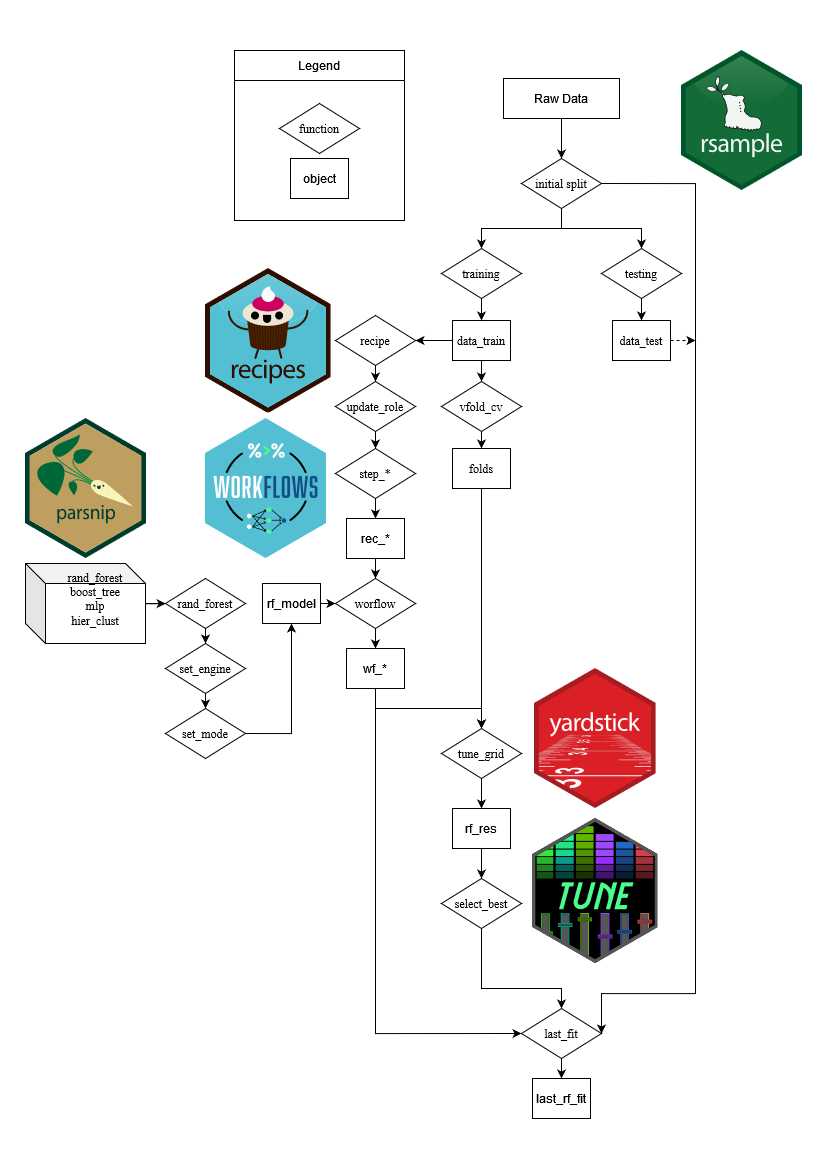 Legend
function
object
Raw Data
rsample
initial split
training
testing
recipes
recipe
data_train
data_test
update_role
vfold_cv
%>%
WORKFLOWS
step_*
folds
parsnip
rec_*
rand_forest
boost_tree
mlp
hier_clust
rand_forest
rf_model
worflow
set_engine
wf_*
set_mode
yardstick
tune_grid
rf_res
TUNE
select_best
last_fit
last_rf_fit